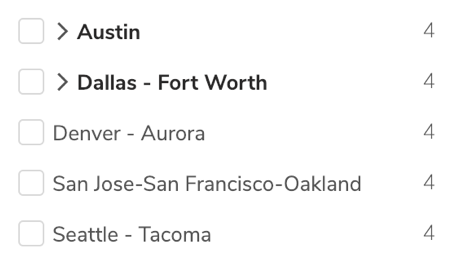 Austin 4
Dallas - Fort Worth 4
Denver - Aurora 4
San Jose-San Francisco-Oakland 4
Seattle - Tacoma 4